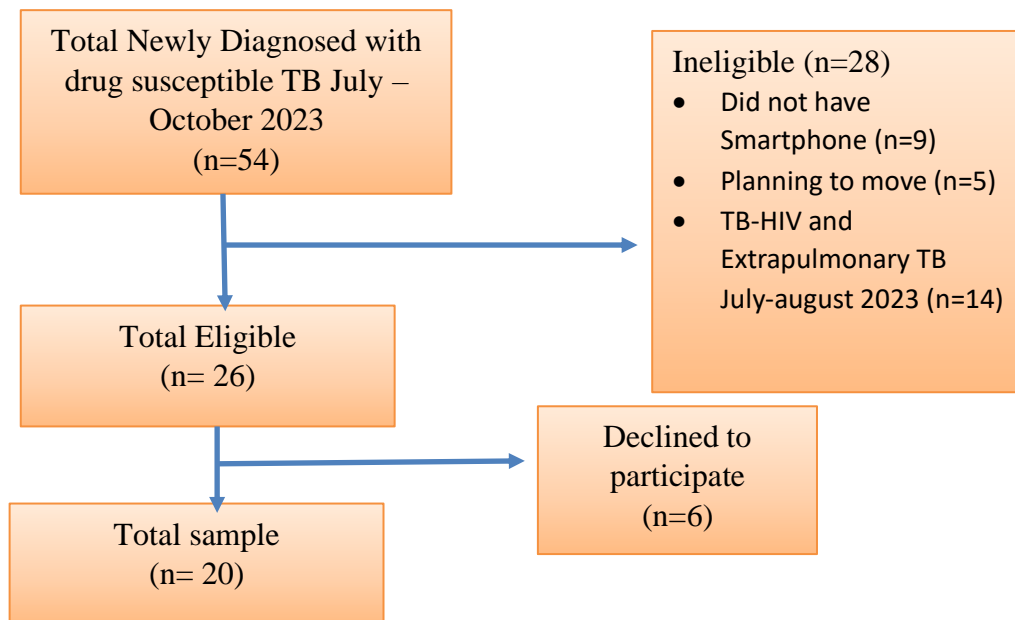 Total Newly Diagnosed with
drug susceptible TB July –
October 2023
(n=54)
Ineligible (n=28)
• Did not have
Smartphone (n=9)
• Planning to move (n=5)
• TB-HIV and
Extrapulmonary TB
July-august 2023 (n=14)
Total Eligible
(n= 26)
Declined to
participate
(n=6)
Total sample
(n= 20)